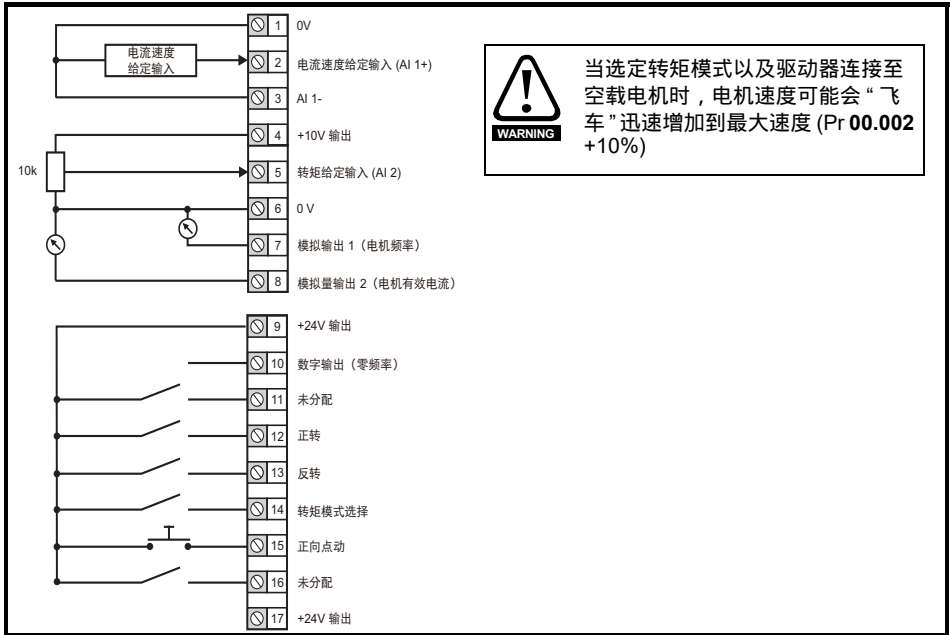 1 0V
电流速度
给定输入
2 电流速度给定输入 (AI 1+)
3 AI 1-
4 +10V 输出
10k
5 转矩给定输入 (AI 2)
6 0 V
7 模拟输出 1（电机频率）
8 模拟量输出 2（电机有效电流）
9 +24V 输出
10 数字输出（零频率）
11 未分配
12 正转
13 反转
14 转矩模式选择
15 正向点动
16 未分配
17 +24V 输出
WARNING
当选定转矩模式以及驱动器连接至
空载电机时，电机速度可能会 “ 飞
车 ” 迅速增加到最大速度 (Pr 00.002
+10%)